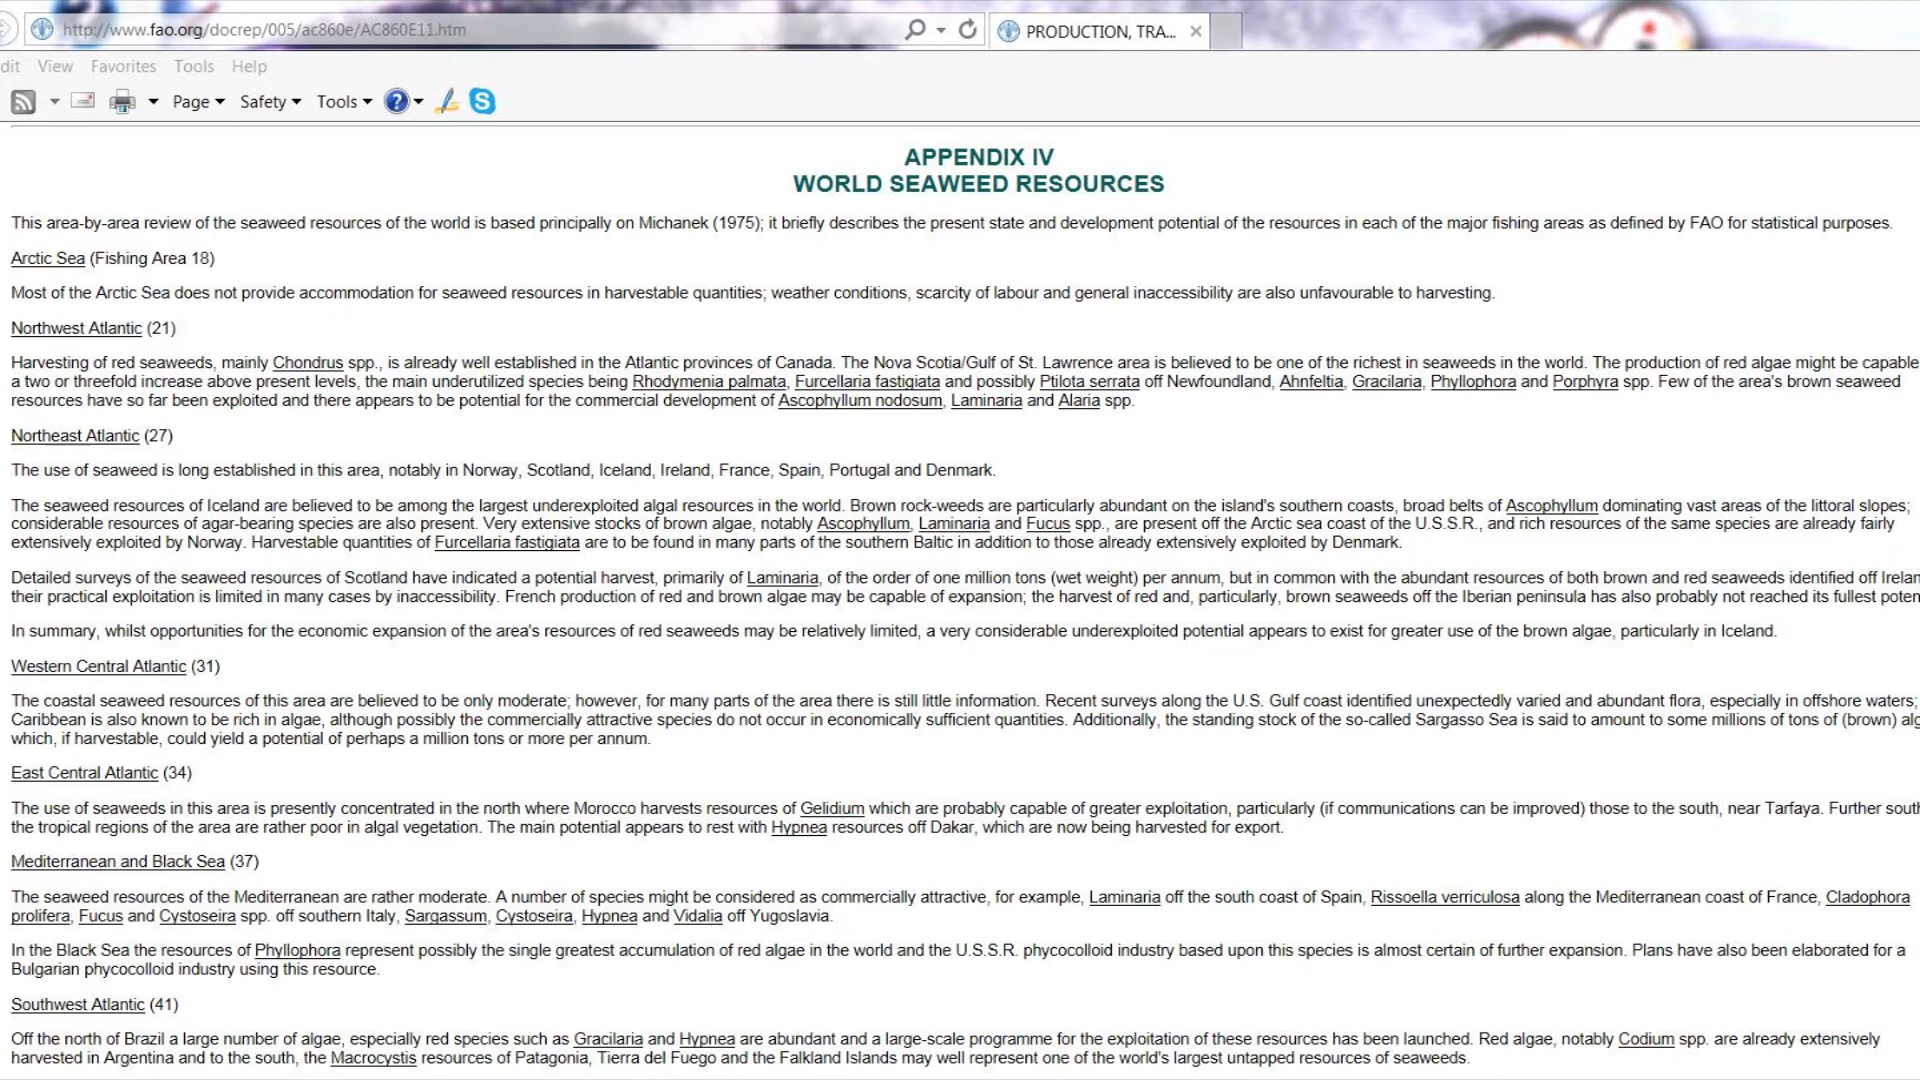 http://www.fao.org/docrep/005/ac860e/AC860E11.htm
PRODUCTION, TRA...
dit View Favorites Tools Help
Page Safety Tools
APPENDIX IV
WORLD SEAWEED RESOURCES
This area-by-area review of the seaweed resources of the world is based principally on Michanek (1975); it briefly describes the present state and development potential of the resources in each of the major fishing areas as defined by FAO for statistical purposes.
Arctic Sea (Fishing Area 18)
Most of the Arctic Sea does not provide accommodation for seaweed resources in harvestable quantities; weather conditions, scarcity of labour and general inaccessibility are also unfavourable to harvesting.
Northwest Atlantic (21)
Harvesting of red seaweeds, mainly Chondrus spp., is already well established in the Atlantic provinces of Canada. The Nova Scotia/Gulf of St. Lawrence area is believed to be one of the richest in seaweeds in the world. The production of red algae might be capable
a two or threefold increase above present levels, the main underutilized species being Rhodymenia palmata, Furcellaria fastigiata and possibly Ptilota serrata off Newfoundland, Ahnfeltia, Gracilaria, Phyllophora and Porphyra spp. Few of the area's brown seaweed
resources have so far been exploited and there appears to be potential for the commercial development of Ascophyllum nodosum, Laminaria and Alaria spp.
Northeast Atlantic (27)
The use of seaweed is long established in this area, notably in Norway, Scotland, Iceland, Ireland, France, Spain, Portugal and Denmark.
The seaweed resources of Iceland are believed to be among the largest underexploited algal resources in the world. Brown rock-weeds are particularly abundant on the island's southern coasts, broad belts of Ascophyllum dominating vast areas of the littoral slopes;
considerable resources of agar-bearing species are also present. Very extensive stocks of brown algae, notably Ascophyllum, Laminaria and Fucus spp., are present off the Arctic sea coast of the U.S.S.R., and rich resources of the same species are already fairly
extensively exploited by Norway. Harvestable quantities of Furcellaria fastigiata are to be found in many parts of the southern Baltic in addition to those already extensively exploited by Denmark.
Detailed surveys of the seaweed resources of Scotland have indicated a potential harvest, primarily of Laminaria, of the order of one million tons (wet weight) per annum, but in common with the abundant resources of both brown and red seaweeds identified off Irelan
their practical exploitation is limited in many cases by inaccessibility. French production of red and brown algae may be capable of expansion; the harvest of red and, particularly, brown seaweeds off the Iberian peninsula has also probably not reached its fullest poten
In summary, whilst opportunities for the economic expansion of the area's resources of red seaweeds may be relatively limited, a very considerable underexploited potential appears to exist for greater use of the brown algae, particularly in Iceland.
Western Central Atlantic (31)
The coastal seaweed resources of this area are believed to be only moderate; however, for many parts of the area there is still little information. Recent surveys along the U.S. Gulf coast identified unexpectedly varied and abundant flora, especially in offshore waters;
Caribbean is also known to be rich in algae, although possibly the commercially attractive species do not occur in economically sufficient quantities. Additionally, the standing stock of the so-called Sargasso Sea is said to amount to some millions of tons of (brown) alg
which, if harvestable, could yield a potential of perhaps a million tons or more per annum.
East Central Atlantic (34)
The use of seaweeds in this area is presently concentrated in the north where Morocco harvests resources of Gelidium which are probably capable of greater exploitation, particularly (if communications can be improved) those to the south, near Tarfaya. Further south
the tropical regions of the area are rather poor in algal vegetation. The main potential appears to rest with Hypnea resources off Dakar, which are now being harvested for export.
Mediterranean and Black Sea (37)
The seaweed resources of the Mediterranean are rather moderate. A number of species might be considered as commercially attractive, for example, Laminaria off the south coast of Spain, Rissoella verriculosa along the Mediterranean coast of France, Cladophora
prolifera, Fucus and Cystoseira spp. off southern Italy, Sargassum, Cystoseira, Hypnea and Vidalia off Yugoslavia.
In the Black Sea the resources of Phyllophora represent possibly the single greatest accumulation of red algae in the world and the U.S.S.R. phycocolloid industry based upon this species is almost certain of further expansion. Plans have also been elaborated for a
Bulgarian phycocolloid industry using this resource.
Southwest Atlantic (41)
Off the north of Brazil a large number of algae, especially red species such as Gracilaria and Hypnea are abundant and a large-scale programme for the exploitation of these resources has been launched. Red algae, notably Codium spp. are already extensively
harvested in Argentina and to the south, the Macrocystis resources of Patagonia, Tierra del Fuego and the Falkland Islands may well represent one of the world's largest untapped resources of seaweeds.